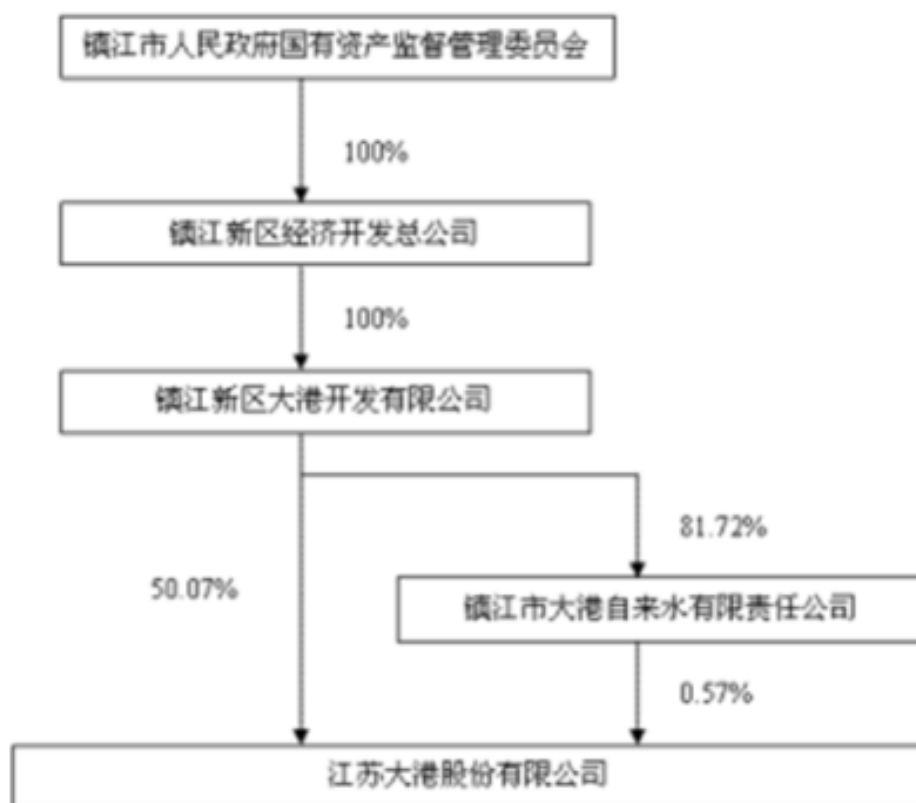 镇江市人民政府国有资产监督管理委员会
100%
镇江新区经济开发总公司
100%
镇江新区大港开发有限公司
81.72%
50.07%
镇江市大港自来水有限责任公司
0.57%
江苏大港股份有限公司